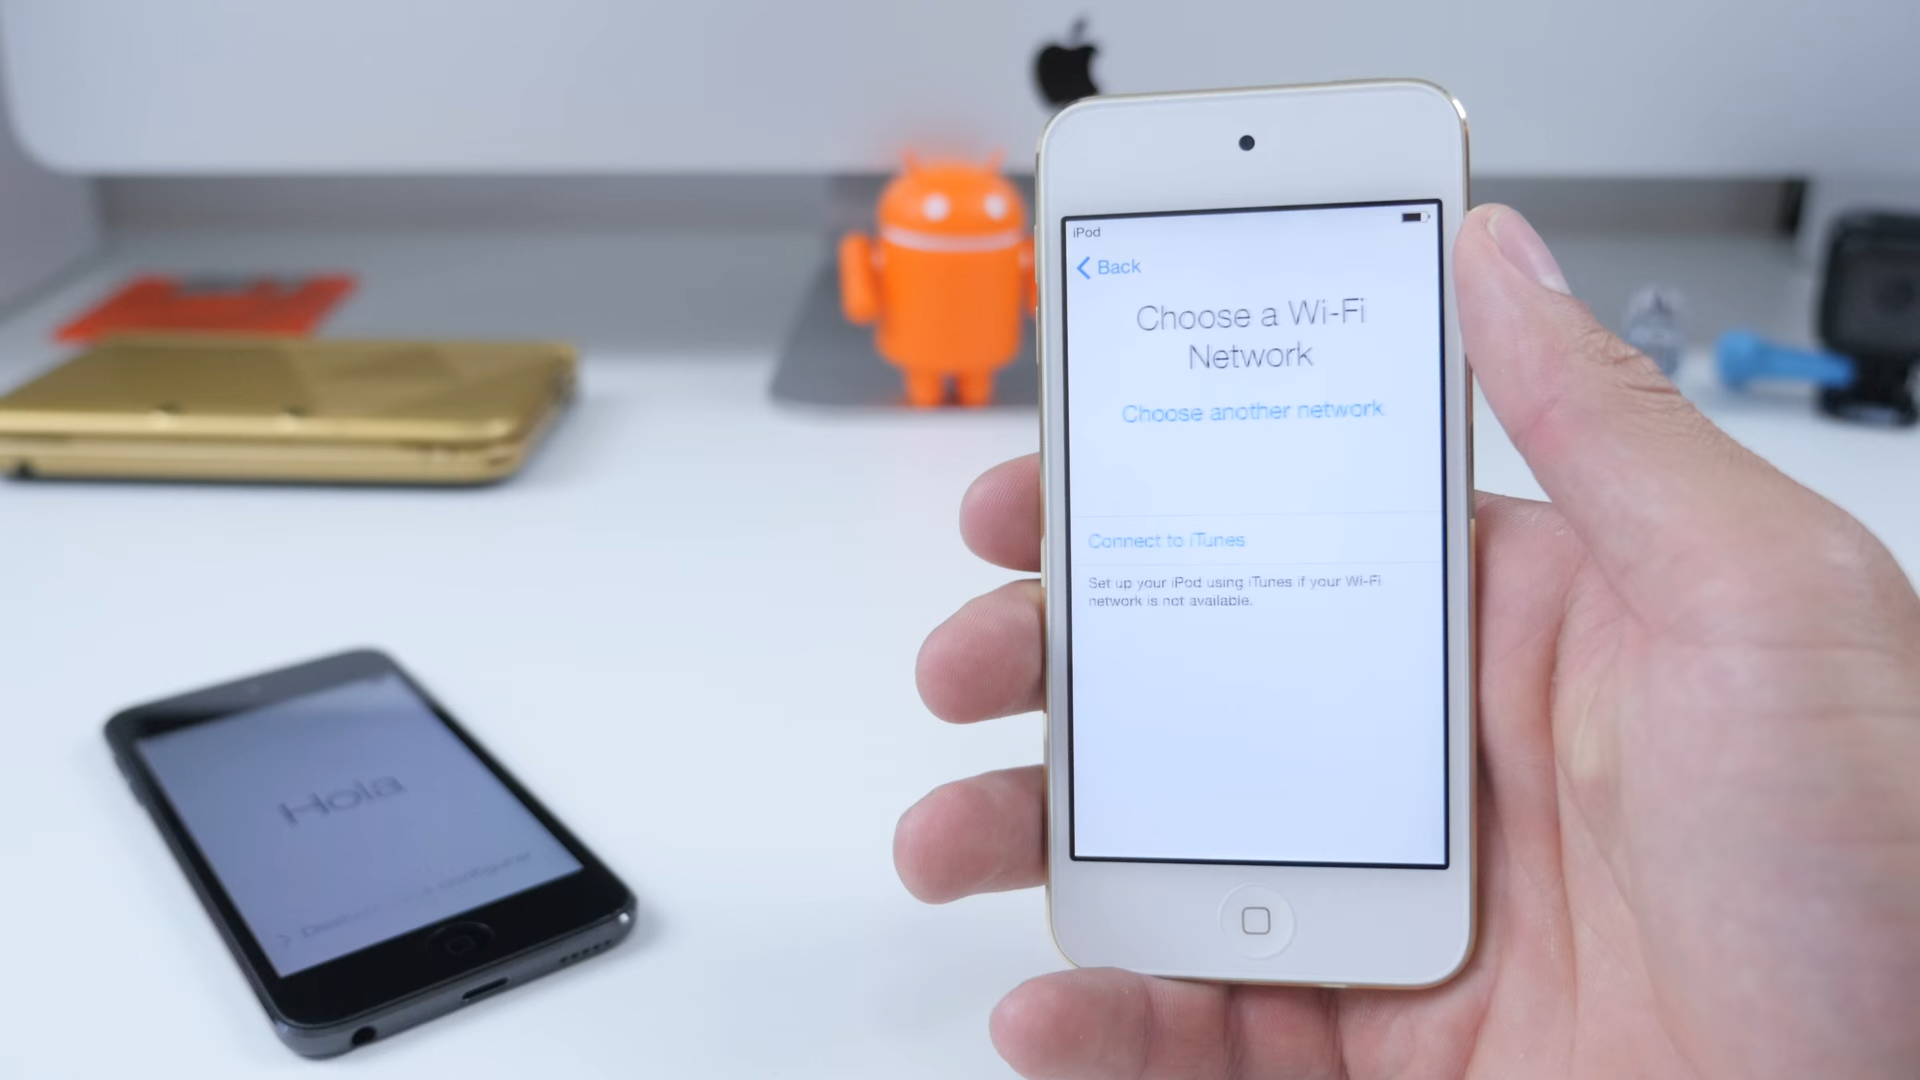 iPod
Back
Choose a Wi-Fi
Network
Choose another network
Connect to iTunes
Set up your iPod using iTunes if your Wi-Fi
network is not available.
Hola
configurar